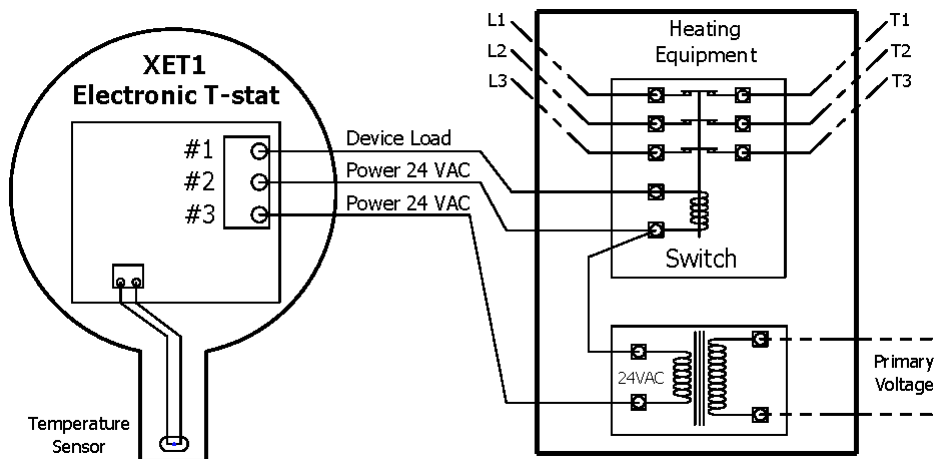 XET1
Electronic T-stat
#1
#2
#3
Temperature
Sensor
Device Load
Power 24 VAC
Power 24 VAC
L1
L2
L3
Heating
Equipment
T1
T2
T3
Switch
24VAC
Primary
Voltage